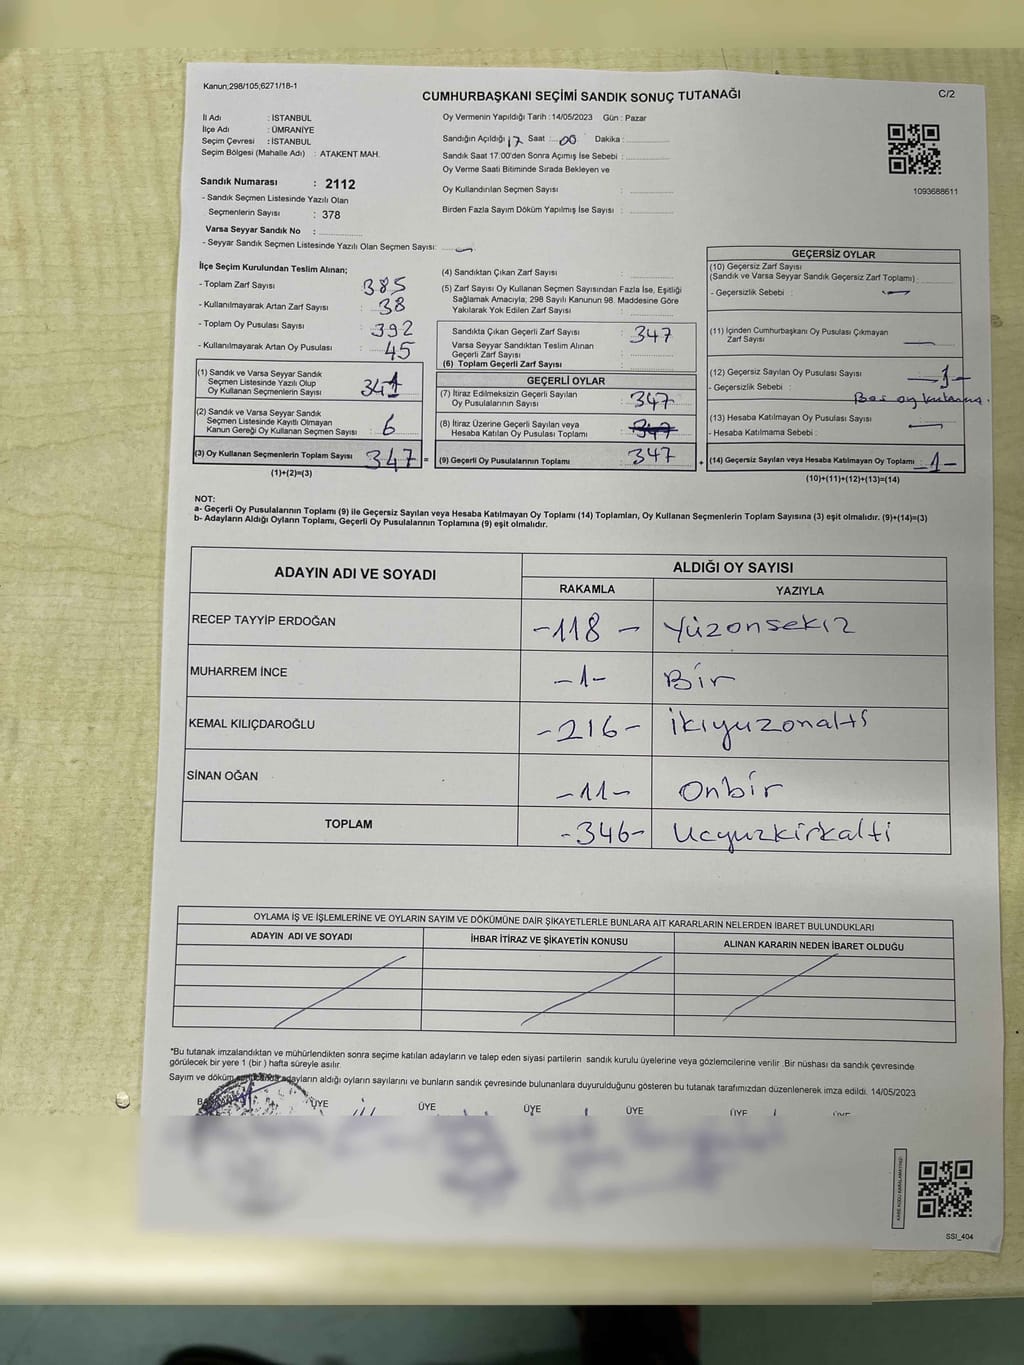 Kanun;298/105;6271/18-1
CUMHURBAŞKANI SEÇİMİ SANDIK SONUÇ TUTANAĞI
C/2
İl Adı : İSTANBUL
İlçe Adı : ÜMRANİYE
Seçim Çevresi : İSTANBUL
Seçim Bölgesi (Mahalle Adı) : ATAKENT MAH.
Sandık Numarası : 2112
- Sandık Seçmen Listesinde Yazılı Olan
Seçmenlerin Sayısı : 378
Varsa Seyyar Sandık No :
- Seyyar Sandık Seçmen Listesinde Yazılı Olan Seçmen Sayısı: —
Oy Vermenin Yapıldığı Tarih : 14/05/2023 Gün : Pazar
Sandığın Açıldığı 17 Saat : 00 Dakika :
Sandık Saat 17:00'den Sonra Açımış İse Sebebi :
Oy Verme Saati Bitiminde Sırada Bekleyen ve
Oy Kullandırılan Seçmen Sayısı :
Birden Fazla Sayım Döküm Yapılmış İse Sayısı :
1093688611
İlçe Seçim Kurulundan Teslim Alınan;
- Toplam Zarf Sayısı : 385
- Kullanılmayarak Artan Zarf Sayısı : 38
- Toplam Oy Pusulası Sayısı : 392
- Kullanılmayarak Artan Oy Pusulası : 45
(1) Sandık ve Varsa Seyyar Sandık
Seçmen Listesinde Yazılı Olup
Oy Kullanan Seçmenlerin Sayısı : 341
(2) Sandık ve Varsa Seyyar Sandık
Seçmen Listesinde Kayıtlı Olmayan
Kanun Gereği Oy Kullanan Seçmen Sayısı : 6
(3) Oy Kullanan Seçmenlerin Toplam Sayısı : 347 =
(1)+(2)=(3)
(4) Sandıktan Çıkan Zarf Sayısı :
(5) Zarf Sayısı Oy Kullanan Seçmen Sayısından Fazla İse, Eşitliği
Sağlamak Amacıyla; 298 Sayılı Kanunun 98. Maddesine Göre
Yakılarak Yok Edilen Zarf Sayısı :
Sandıkta Çıkan Geçerli Zarf Sayısı : 347
Varsa Seyyar Sandıktan Teslim Alınan
Geçerli Zarf Sayısı :
(6) Toplam Geçerli Zarf Sayısı :
GEÇERLİ OYLAR
(7) İtiraz Edilmeksizin Geçerli Sayılan
Oy Pusulalarının Sayısı : 347
(8) İtiraz Üzerine Geçerli Sayılan veya
Hesaba Katılan Oy Pusulası Toplamı : 347
(9) Geçerli Oy Pusulalarının Toplamı : 347 +
GEÇERSİZ OYLAR
(10) Geçersiz Zarf Sayısı
(Sandık ve Varsa Seyyar Sandık Geçersiz Zarf Toplamı) :
- Geçersizlik Sebebi : —
(11) İçinden Cumhurbaşkanı Oy Pusulası Çıkmayan
Zarf Sayısı : —
(12) Geçersiz Sayılan Oy Pusulası Sayısı : -1-
- Geçersizlik Sebebi : Boş oy kutama.
(13) Hesaba Katılmayan Oy Pusulası Sayısı : —
- Hesaba Katılmama Sebebi :
(14) Geçersiz Sayılan veya Hesaba Katılmayan Oy Toplamı : -1-
(10)+(11)+(12)+(13)=(14)
NOT:
a- Geçerli Oy Pusulalarının Toplamı (9) ile Geçersiz Sayılan veya Hesaba Katılmayan Oy Toplamı (14) Toplamları, Oy Kullanan Seçmenlerin Toplam Sayısına (3) eşit olmalıdır. (9)+(14)=(3)
b- Adayların Aldığı Oyların Toplamı, Geçerli Oy Pusulalarının Toplamına (9) eşit olmalıdır.
ADAYIN ADI VE SOYADI
ALDIĞI OY SAYISI
RAKAMLA YAZIYLA
RECEP TAYYİP ERDOĞAN -118- Yüzonsekiz
MUHARREM İNCE -1- Bir
KEMAL KILIÇDAROĞLU -216- İkiyuzonaltı
SİNAN OĞAN -11- Onbir
TOPLAM -346- Ucyuzkirkalti
OYLAMA İŞ VE İŞLEMLERİNE VE OYLARIN SAYIM VE DÖKÜMÜNE DAİR ŞİKAYETLERLE BUNLARA AİT KARARLARIN NELERDEN İBARET BULUNDUKLARI
ADAYIN ADI VE SOYADI İHBAR İTİRAZ VE ŞİKAYETİN KONUSU ALINAN KARARIN NEDEN İBARET OLDUĞU
*Bu tutanak imzalandıktan ve mühürlendikten sonra seçime katılan adayların ve talep eden siyasi partilerin sandık kurulu üyelerine veya gözlemcilerine verilir .Bir nüshası da sandık çevresinde
görülecek bir yere 1 (bir ) hafta süreyle asılır.
Sayım ve döküm adayların aldığı oyların sayılarını ve bunların sandık çevresinde bulunanlara duyurulduğunu gösteren bu tutanak tarafımızdan düzenlenerek imza edildi. 14/05/2023
ÜYE ÜYE ÜYE ÜYE ÜYE ÜYE
SSI_404